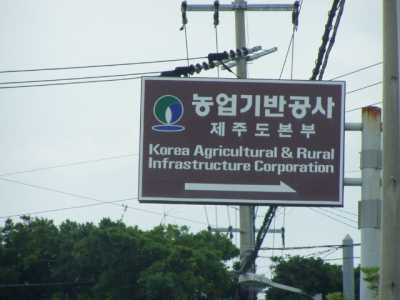 농업기반공사
제주도본부
Korea Agricultural & Rural
Infrastructure Corporation